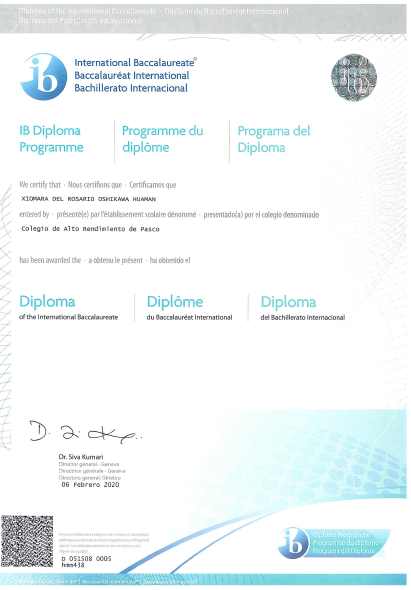 Diploma of the International Baccalaureate · Diplôme du Baccalauréat International ·
Diploma del Bachillerato Internacional
ib
International Baccalaureate®
Baccalauréat International
Bachillerato Internacional
IB Diploma
Programme
Programme du
diplôme
Programa del
Diploma
We certify that · Nous certifions que · Certificamos que
XIOMARA DEL ROSARIO OSHIKAWA HUAMAN
entered by · présenté(e) par l'établissement scolaire dénommé · presentado(a) por el colegio denominado
Colegio de Alto Rendimiento de Pasco
has been awarded the · a obtenu le présent · ha obtenido el
Diploma
of the International Baccalaureate
Diplôme
du Baccalauréat International
Diploma
del Bachillerato Internacional
Dr. Siva Kumari
Director general - Geneva
Directrice générale - Genève
Directora general, Ginebra
06 Febrero 2020
D 051508 0005
hmm438
ib
Diploma Programme
Programme du diplôme
Programa del Diploma